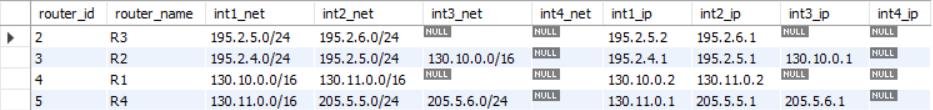 router_id router_name int1_net int2_net int3_net int4_net int1_ip int2_ip int3_ip int4_ip
2 R3 195.2.5.0/24 195.2.6.0/24 NULL NULL 195.2.5.2 195.2.6.1 NULL NULL
3 R2 195.2.4.0/24 195.2.5.0/24 130.10.0.0/16 NULL 195.2.4.1 195.2.5.1 130.10.0.1 NULL
4 R1 130.10.0.0/16 130.11.0.0/16 NULL NULL 130.10.0.2 130.11.0.2 NULL NULL
5 R4 130.11.0.0/16 205.5.5.0/24 205.5.6.0/24 NULL 130.11.0.1 205.5.5.1 205.5.6.1 NULL